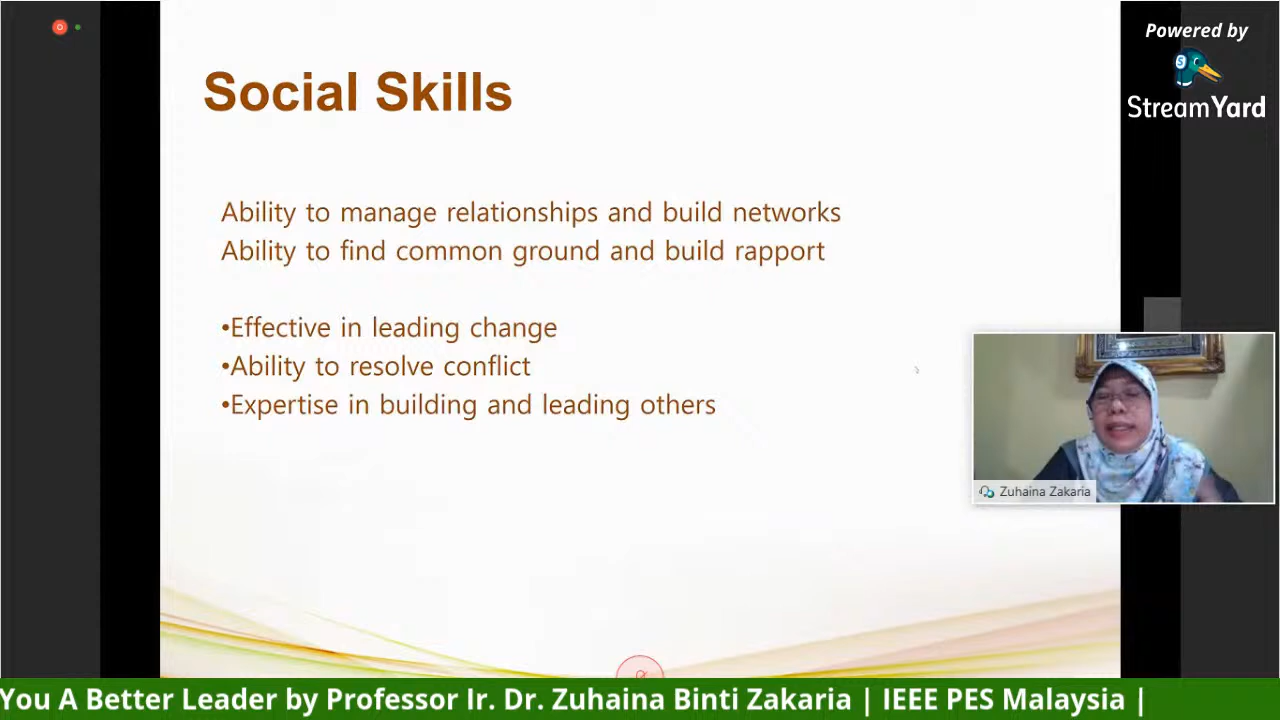 Powered by
StreamYard
Social Skills
Ability to manage relationships and build networks
Ability to find common ground and build rapport
•Effective in leading change
•Ability to resolve conflict
•Expertise in building and leading others
Zuhaina Zakaria
You A Better Leader by Professor Ir. Dr. Zuhaina Binti Zakaria | IEEE PES Malaysia |